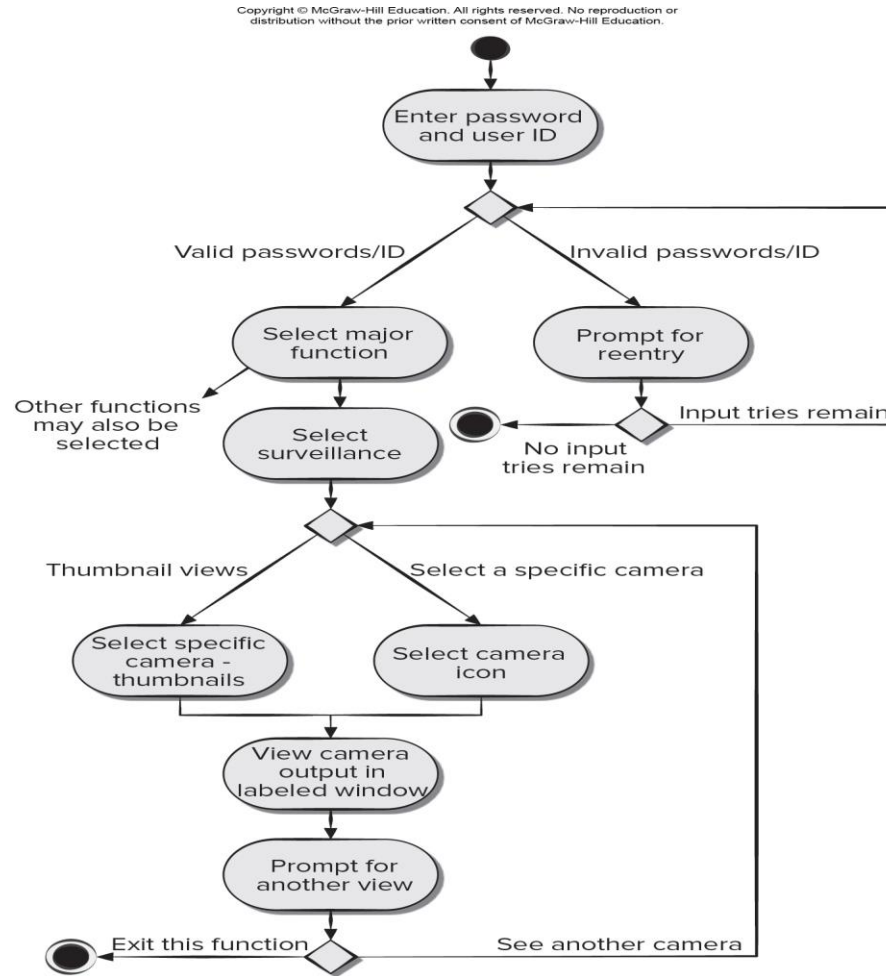 Copyright © McGraw-Hill Education. All rights reserved. No reproduction or
distribution without the prior written consent of McGraw-Hill Education.
Enter password
and user ID
Valid passwords/ID
Invalid passwords/ID
Select major
function
Prompt for
reentry
Other functions
may also be
selected
Input tries remain
No input
tries remain
Select
surveillance
Thumbnail views
Select a specific camera
Select specific
camera -
thumbnails
Select camera
icon
View camera
output in
labeled window
Prompt for
another view
Exit this function
See another camera